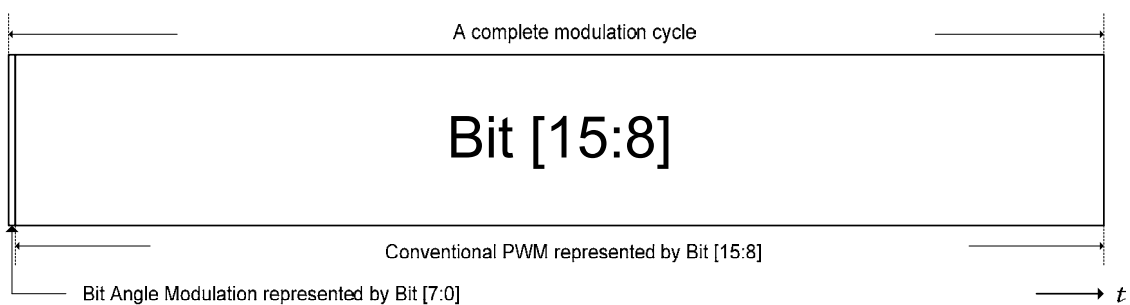 A complete modulation cycle
Bit [15:8]
Conventional PWM represented by Bit [15:8]
Bit Angle Modulation represented by Bit [7:0]
t